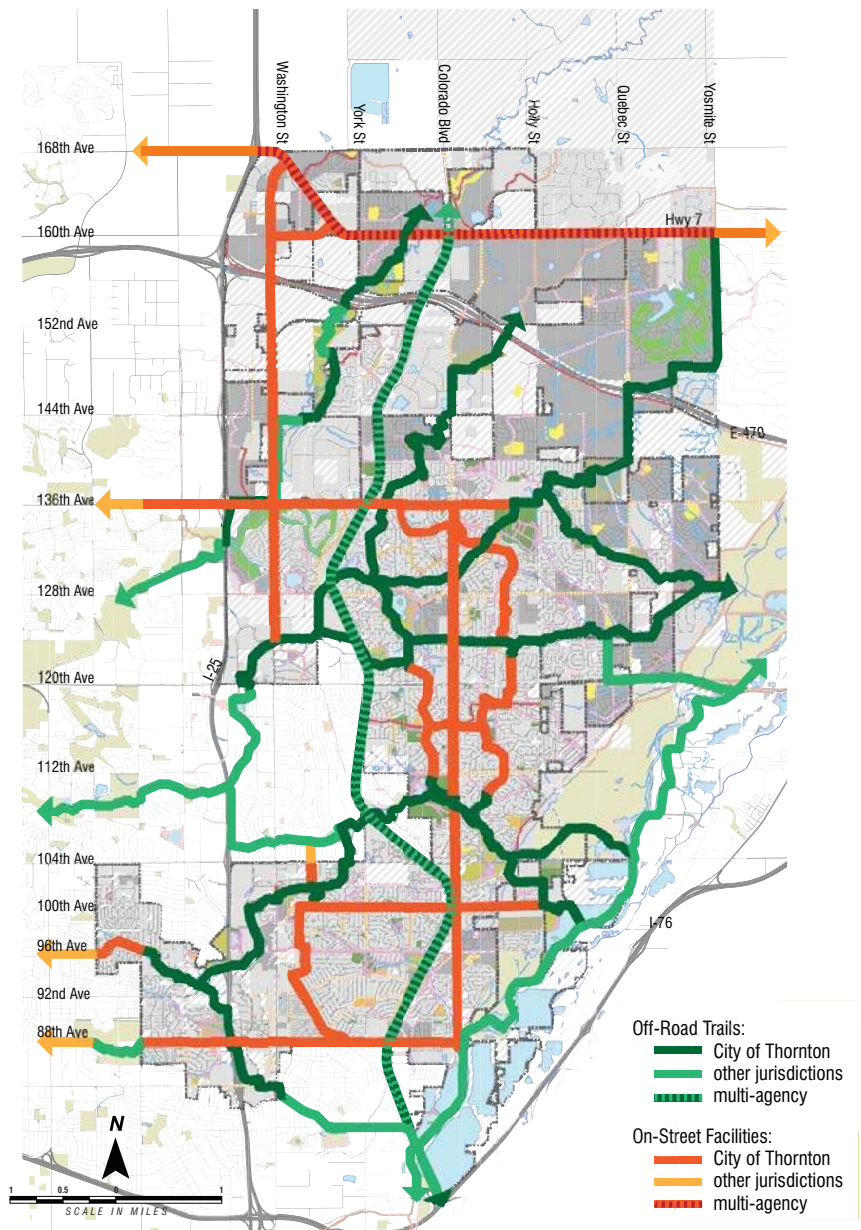 Washington St
York St
Colorado Blvd
Holly St
Quebec St
Yosmite St
168th Ave
Hwy 7
160th Ave
152nd Ave
144th Ave
E-470
136th Ave
128th Ave
I-25
120th Ave
112th Ave
104th Ave
100th Ave
I-76
96th Ave
92nd Ave
88th Ave
Off-Road Trails:
City of Thornton
other jurisdictions
multi-agency
On-Street Facilities:
City of Thornton
other jurisdictions
multi-agency
N
1 0.5 0 1
SCALE IN MILES